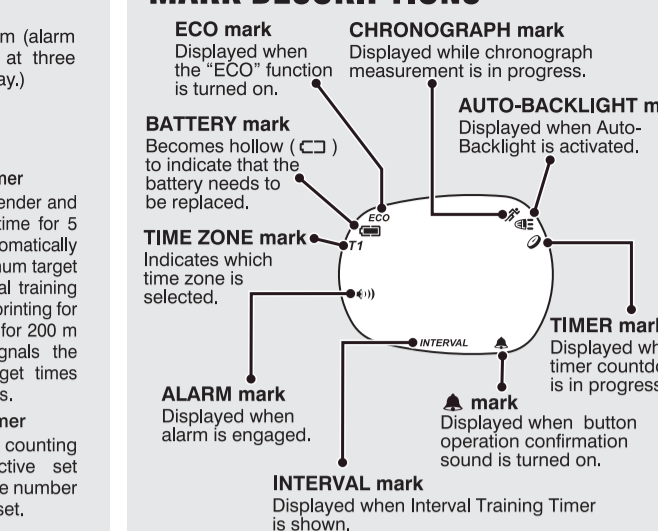 m (alarm
at three
ay.)
mer
ender and
time for 5
omatically
num target
al training
printing for
for 200 m
gnals the
get times
s.
mer
counting
ctive set
e number
set.
MARK DESCRIPTIONS
ECO mark
Displayed when
the “ECO” function
is turned on.
CHRONOGRAPH mark
Displayed while chronograph
measurement is in progress.
AUTO-BACKLIGHT m
Displayed when Auto-
Backlight is activated.
BATTERY mark
Becomes hollow ( )
to indicate that the
battery needs to
be replaced.
TIME ZONE mark
Indicates which
time zone is
selected.
ECO
T1
INTERVAL
TIMER mark
Displayed wh
timer countdo
is in progress
ALARM mark
Displayed when
alarm is engaged.
mark
Displayed when button
operation confirmation
sound is turned on.
INTERVAL mark
Displayed when Interval Training Timer
is shown.